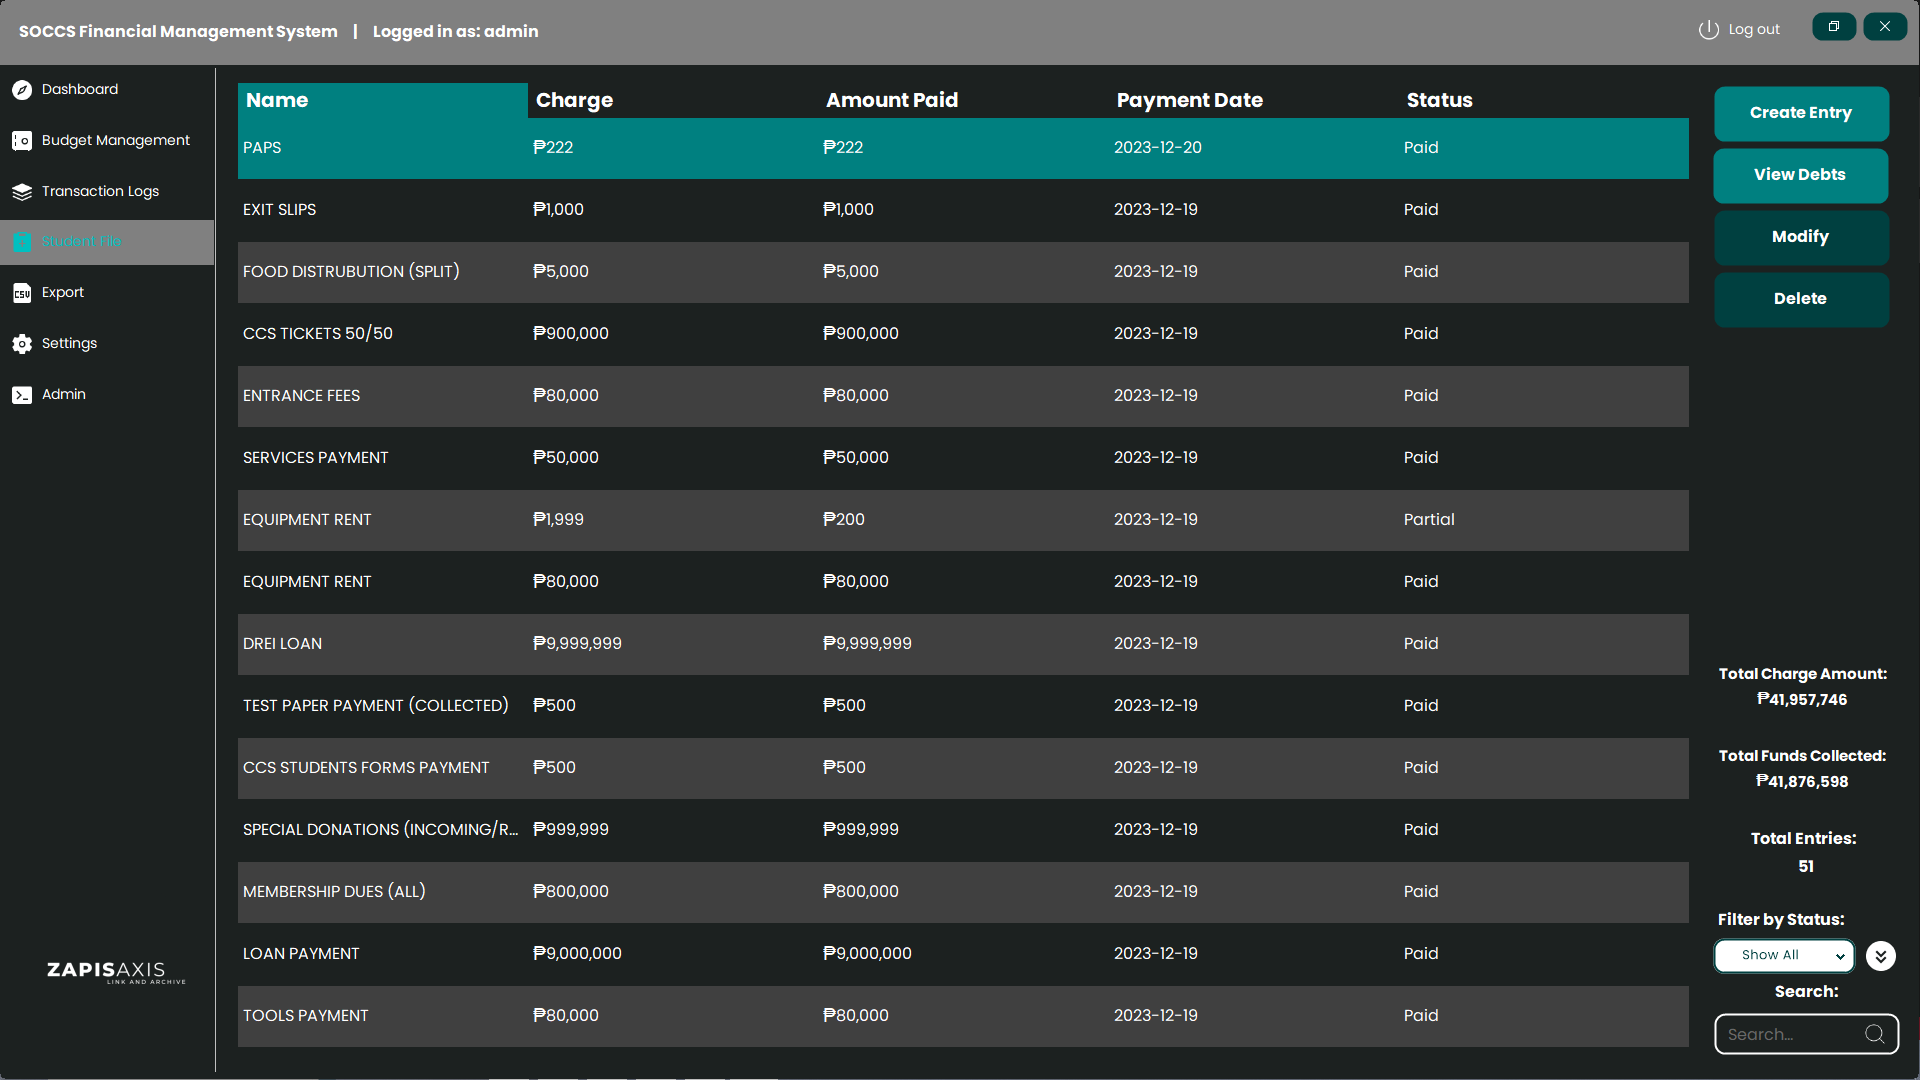 SOCCS Financial Management System | Logged in as: admin
Log out
Dashboard
Budget Management
Transaction Logs
Student File
Export
Settings
Admin
ZAPISAXIS
LINK AND ARCHIVE
Name Charge Amount Paid Payment Date Status
PAPS ₱222 ₱222 2023-12-20 Paid
EXIT SLIPS ₱1,000 ₱1,000 2023-12-19 Paid
FOOD DISTRUBUTION (SPLIT) ₱5,000 ₱5,000 2023-12-19 Paid
CCS TICKETS 50/50 ₱900,000 ₱900,000 2023-12-19 Paid
ENTRANCE FEES ₱80,000 ₱80,000 2023-12-19 Paid
SERVICES PAYMENT ₱50,000 ₱50,000 2023-12-19 Paid
EQUIPMENT RENT ₱1,999 ₱200 2023-12-19 Partial
EQUIPMENT RENT ₱80,000 ₱80,000 2023-12-19 Paid
DREI LOAN ₱9,999,999 ₱9,999,999 2023-12-19 Paid
TEST PAPER PAYMENT (COLLECTED) ₱500 ₱500 2023-12-19 Paid
CCS STUDENTS FORMS PAYMENT ₱500 ₱500 2023-12-19 Paid
SPECIAL DONATIONS (INCOMING/R... ₱999,999 ₱999,999 2023-12-19 Paid
MEMBERSHIP DUES (ALL) ₱800,000 ₱800,000 2023-12-19 Paid
LOAN PAYMENT ₱9,000,000 ₱9,000,000 2023-12-19 Paid
TOOLS PAYMENT ₱80,000 ₱80,000 2023-12-19 Paid
Create Entry
View Debts
Modify
Delete
Total Charge Amount:
₱41,957,746
Total Funds Collected:
₱41,876,598
Total Entries:
51
Filter by Status:
Show All
Search:
Search...